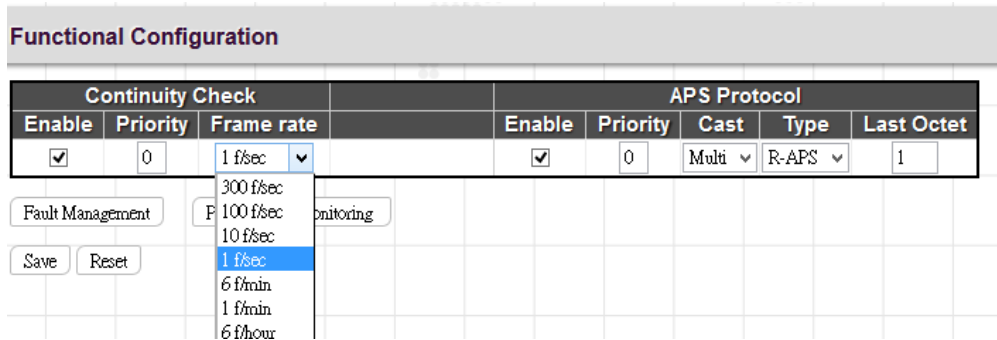 Functional Configuration
Continuity Check APS Protocol
Enable Priority Frame rate Enable Priority Cast Type Last Octet
0 1 f/sec 0 Multi R-APS 1
300 f/sec
Fault Management 100 f/sec
10 f/sec
Save Reset 1 f/sec
6 f/min
1 f/min
6 f/hour